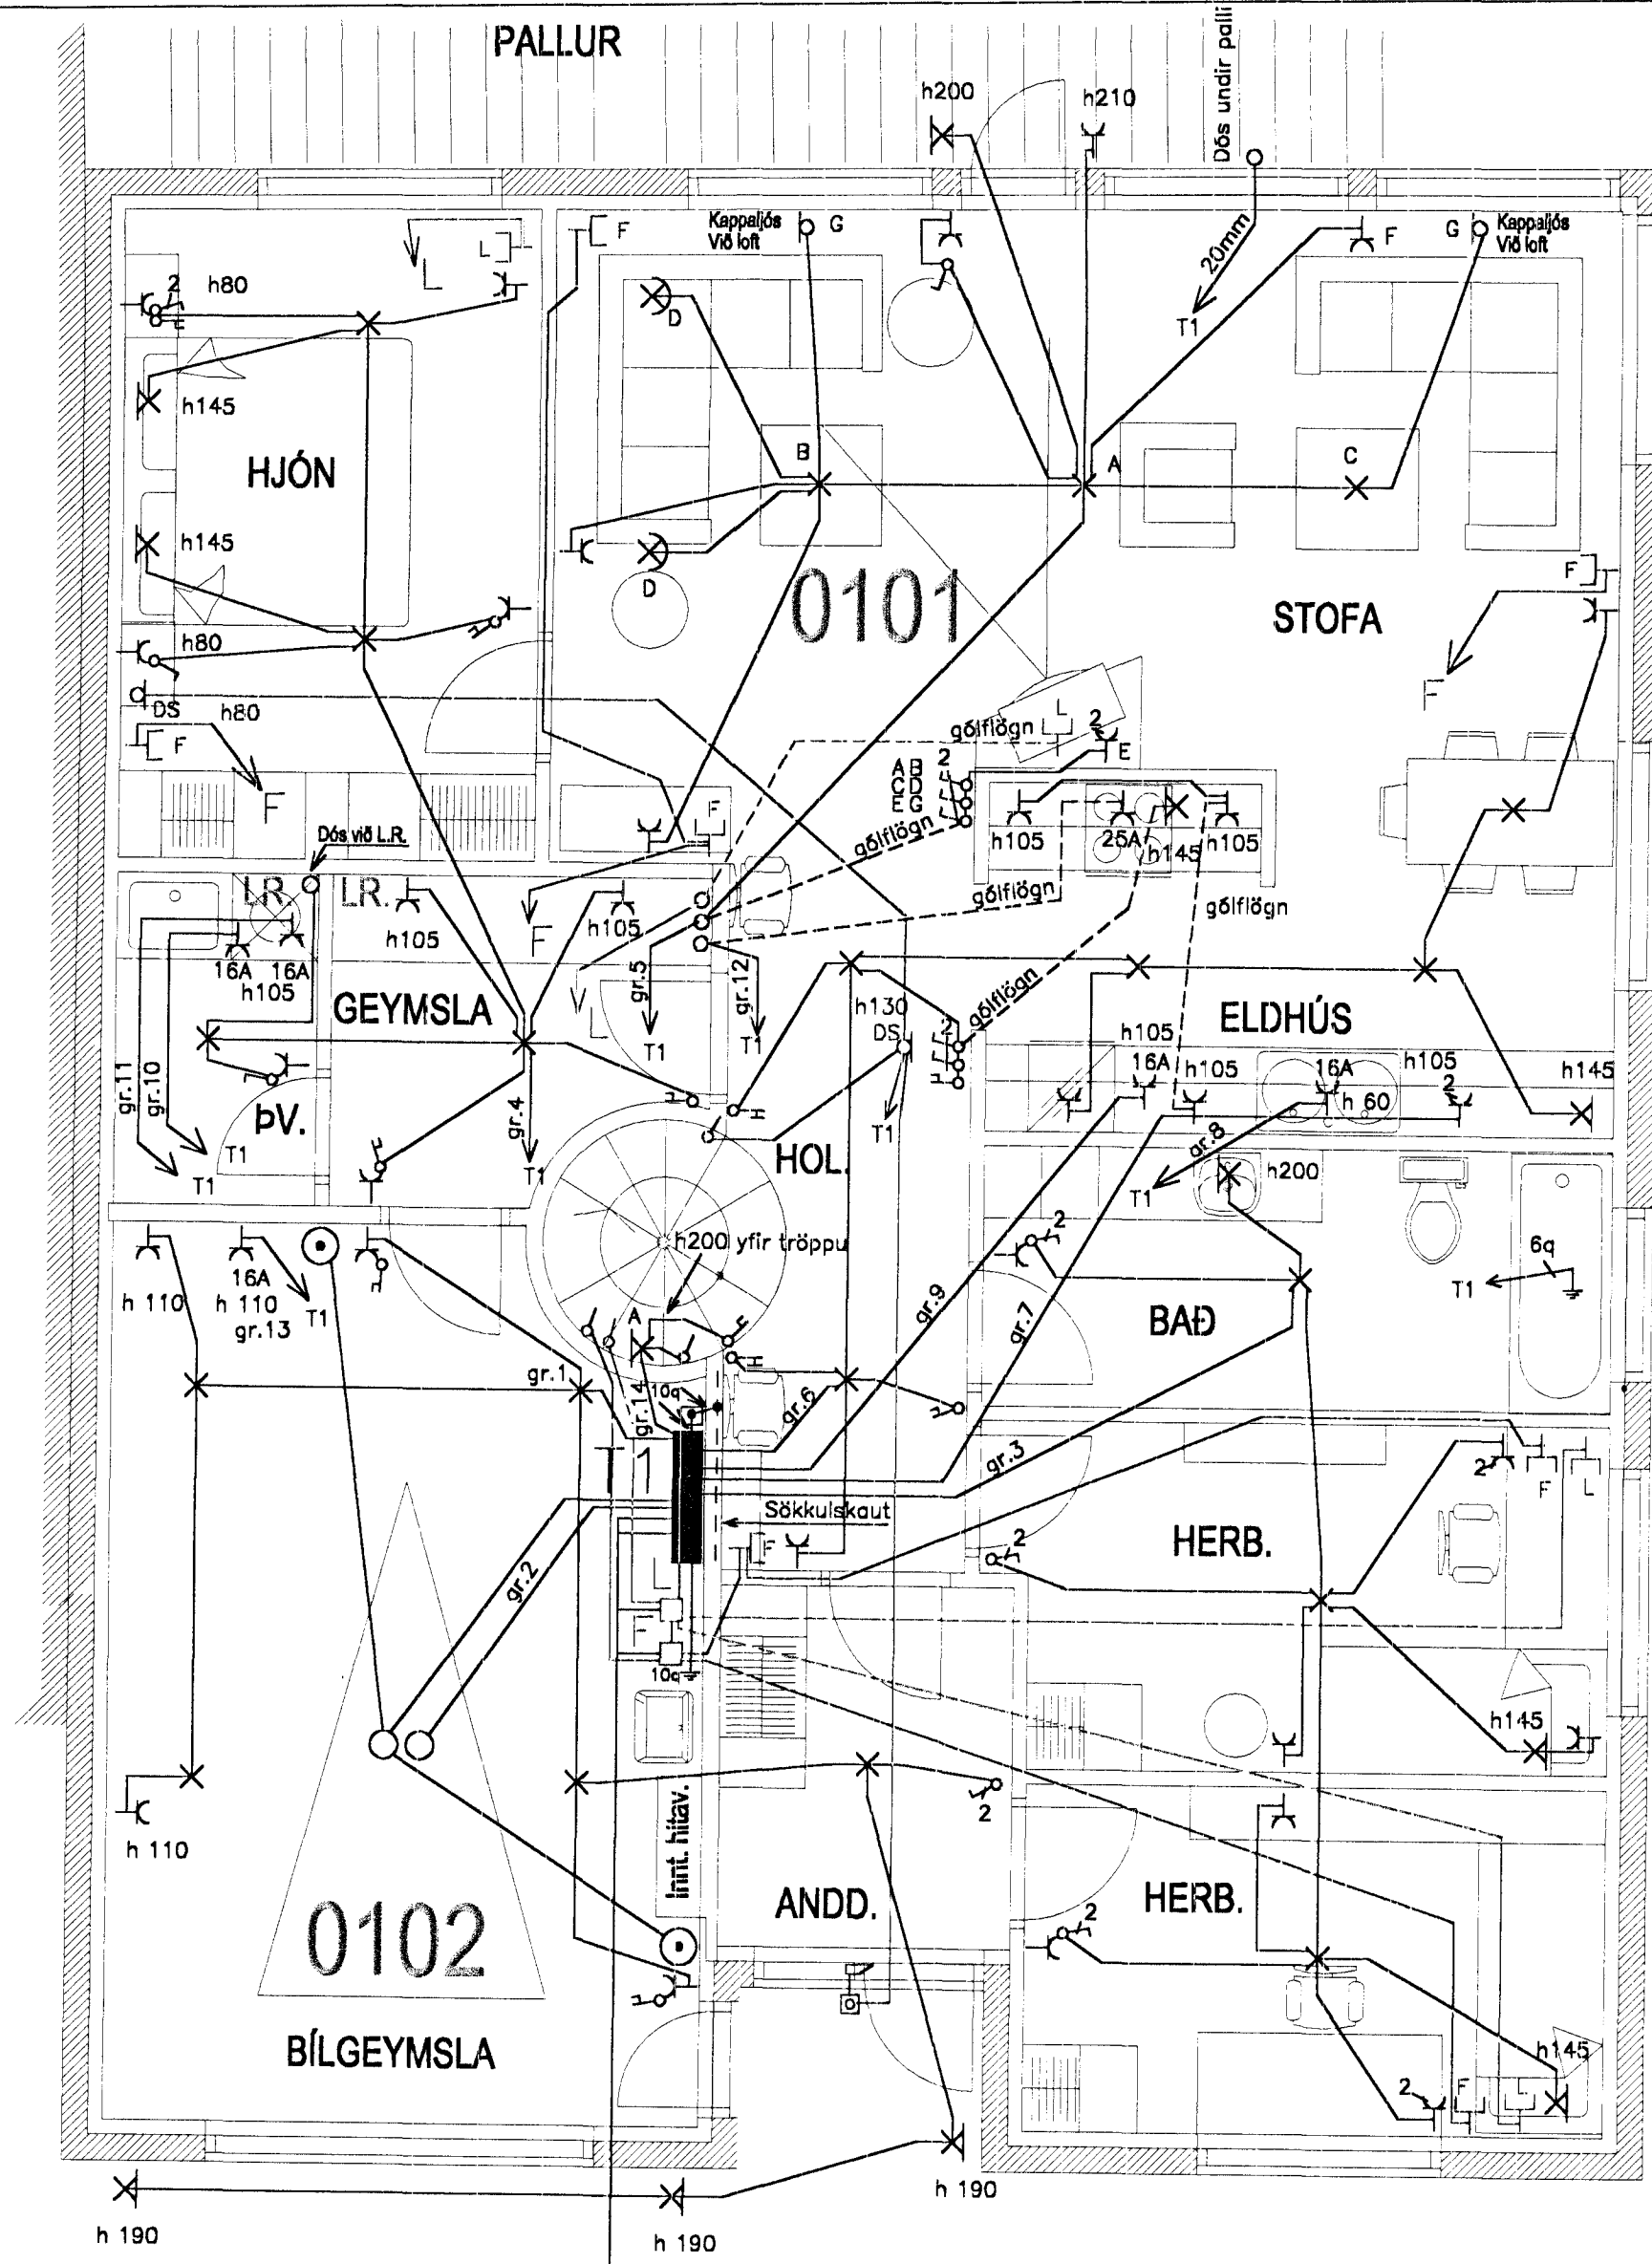 PALLUR
Dós undir palli
h200
h210
Kappaljós
Við loft
G
F
F
G
Kappaljós
Við loft
20mm
T1
L
L
2
h80
D
h145
HJÓN
B
A
C
h145
D
0101
STOFA
F
h80
DS
h80
F
F
F
gólflögn
L
2
E
A B
C D
E G
2
gólflögn
F
h105
25A
h145
h105
gólflögn
gólflögn
Dós við L.R.
LR.
LR.
h105
F
h105
16A
16A
h105
GEYMSLA
L
gr.5
gr.12
T1
T1
h130
DS
2
gólflögn
ELDHÚS
h105
16A
h105
16A
h 60
h105
2
h145
gr.11
gr.10
ÞV.
T1
T1
gr.4
T1
HOL.
T1
gr.8
T1
h200
h200 yfir tröppu
2
6q
T1
h 110
16A
h 110
gr.13
T1
A
gr.9
gr.7
BAÐ
gr.1
gr.14
10q
gr.6
gr.3
T1
Sökkulskaut
2
F
L
F
2
HERB.
gr.2
L
F
10q
h145
Innt. hitav.
2
h 110
0102
ANDD.
HERB.
2
BÍLGEYMSLA
h145
2
F
L
h 190
h 190
h 190